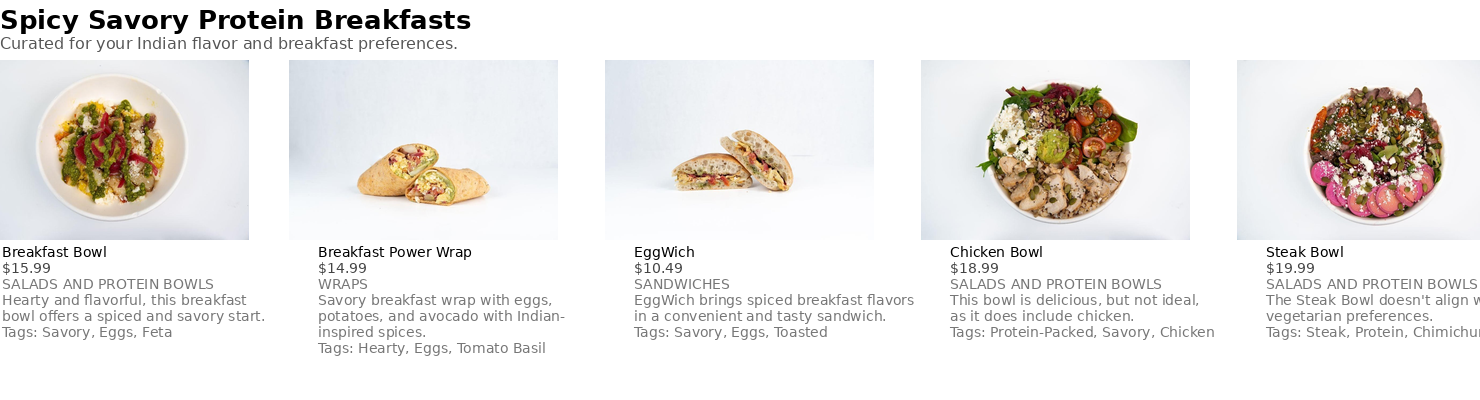 Spicy Savory Protein Breakfasts
Curated for your Indian flavor and breakfast preferences.
Breakfast Bowl
$15.99
SALADS AND PROTEIN BOWLS
Hearty and flavorful, this breakfast
bowl offers a spiced and savory start.
Tags: Savory, Eggs, Feta
Breakfast Power Wrap
$14.99
WRAPS
Savory breakfast wrap with eggs,
potatoes, and avocado with Indian-
inspired spices.
Tags: Hearty, Eggs, Tomato Basil
EggWich
$10.49
SANDWICHES
EggWich brings spiced breakfast flavors
in a convenient and tasty sandwich.
Tags: Savory, Eggs, Toasted
Chicken Bowl
$18.99
SALADS AND PROTEIN BOWLS
This bowl is delicious, but not ideal,
as it does include chicken.
Tags: Protein-Packed, Savory, Chicken
Steak Bowl
$19.99
SALADS AND PROTEIN BOWLS
The Steak Bowl doesn't align
vegetarian preferences.
Tags: Steak, Protein,